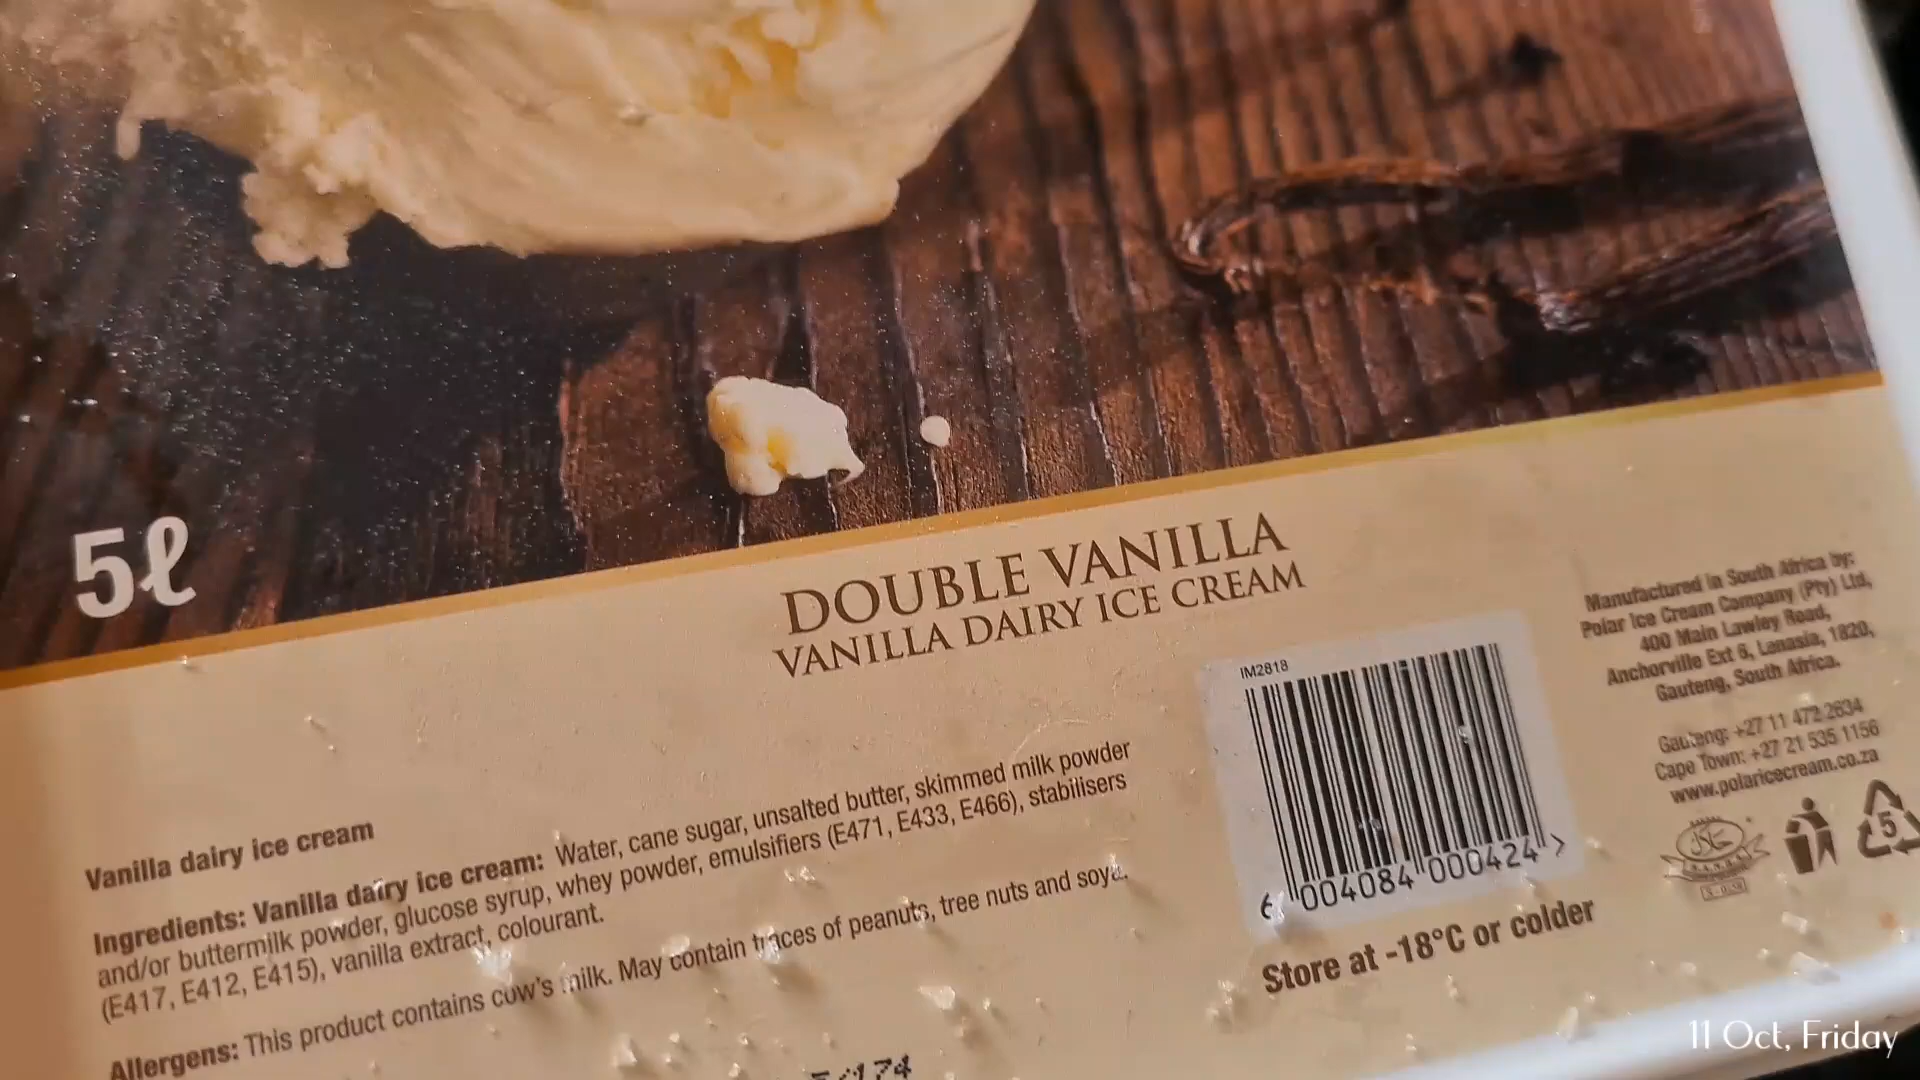 5ℓ
DOUBLE VANILLA
VANILLA DAIRY ICE CREAM
Vanilla dairy ice cream
Ingredients: Vanilla dairy ice cream: Water, cane sugar, unsalted butter, skimmed milk powder
and/or buttermilk powder, glucose syrup, whey powder, emulsifiers (E471, E433, E466), stabilisers
(E417, E412, E415), vanilla extract, colourant.
Allergens: This product contains cow's milk. May contain traces of peanuts, tree nuts and soya.
IM2818
6 004084 000424 >
Store at -18°C or colder
Manufactured in South Africa by:
Polar Ice Cream Company (Pty) Ltd,
400 Main Lawley Road,
Anchorville Ext 6, Lenasia, 1820,
Gauteng, South Africa.
Gauteng: +27 11 472 2634
Cape Town: +27 21 535 1156
www.polaricecream.co.za
5
11 Oct, Friday